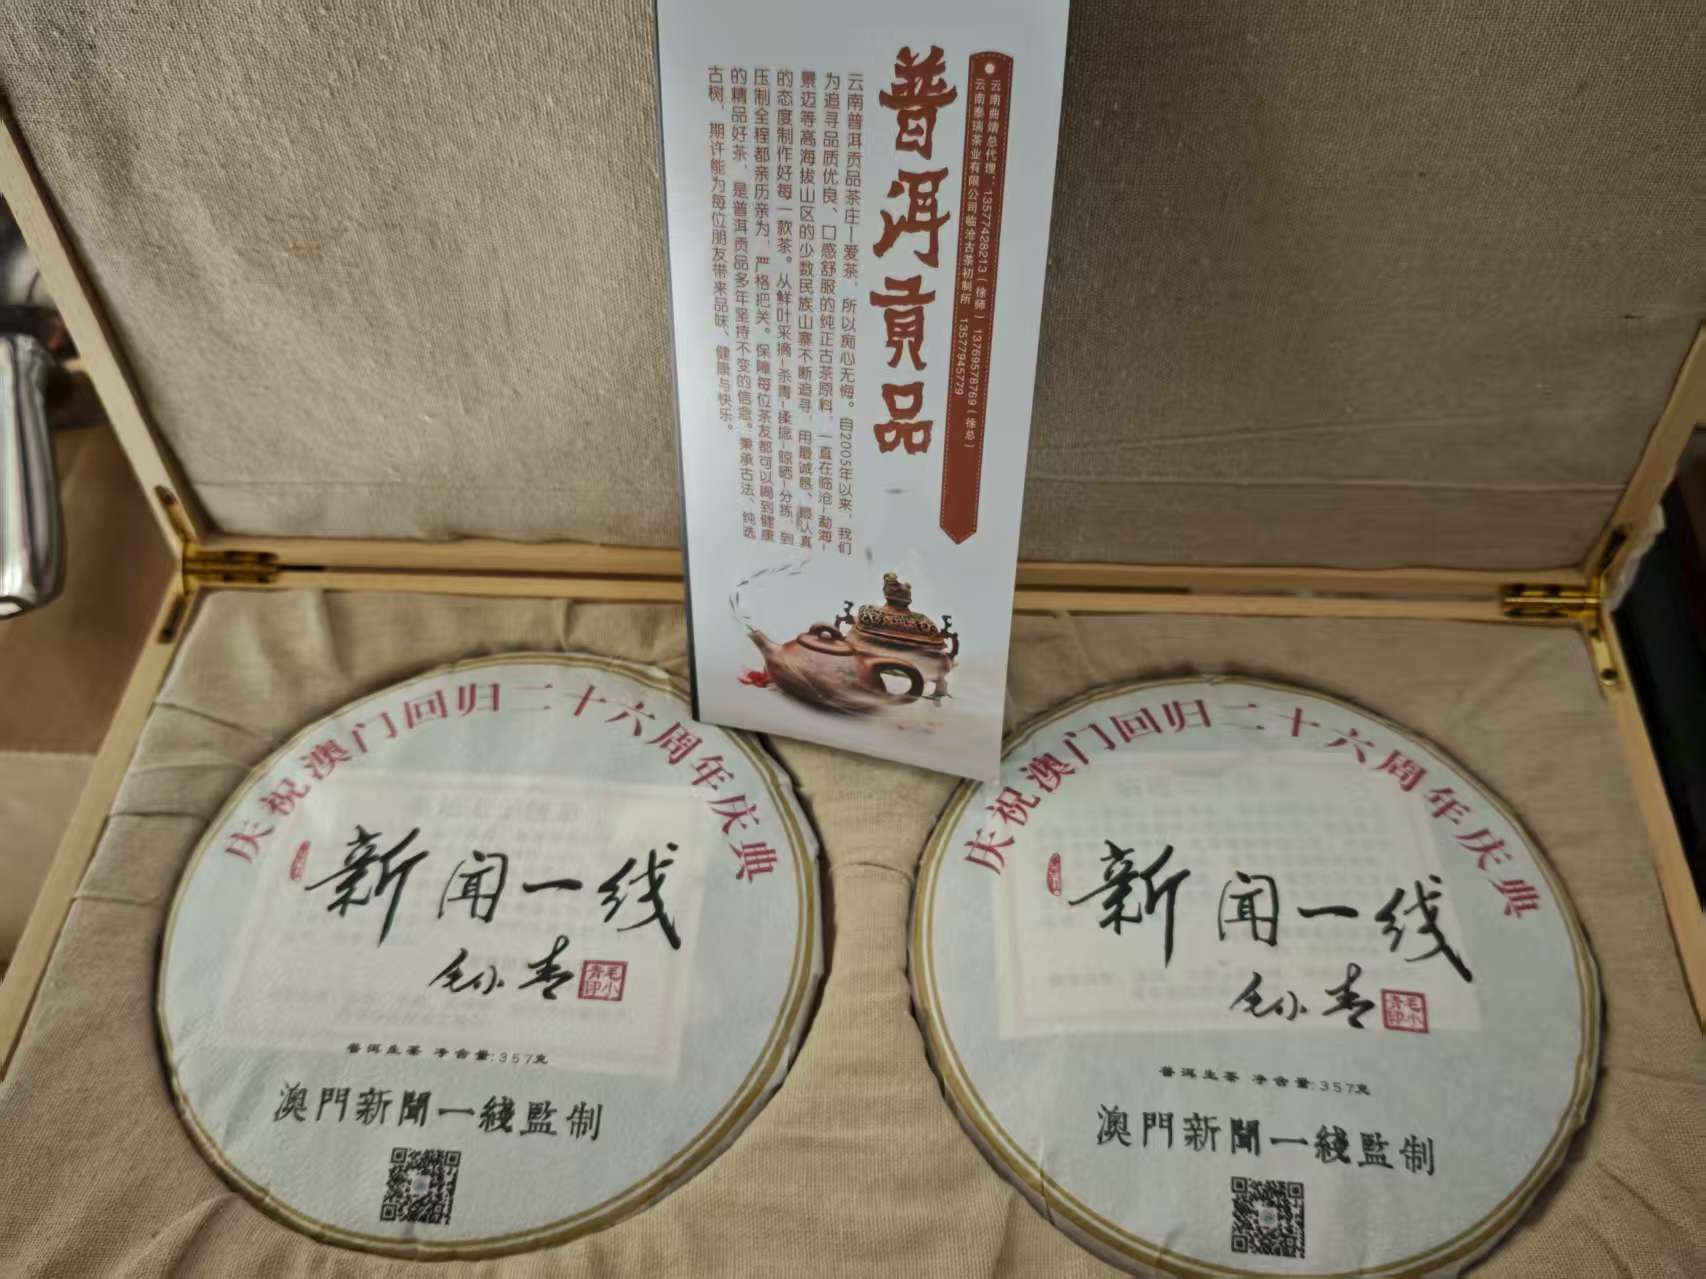 云南曲靖总代理：13577428213（徐师）13769578769（徐总）
云南泰瑞茶业有限公司临沧古茶初制所 13577945779
普洱贡品
云南普洱贡品茶庄—爱茶，所以痴心无悔。自2005年以来，我们
为追寻品质优良、口感舒服的纯正古茶原料，一直在临沧-勐海-
景迈等高海拔山区的少数民族山寨不断追寻，用最诚恳、最认真
的态度制作好每一款茶。从鲜叶采摘-杀青-揉捻-晾晒-分拣，到
压制全程都亲历亲为，严格把关。保障每位茶友都可以喝到健康
的精品好茶，是普洱贡品多年坚持不变的信念。秉承古法、纯选
古树，期许能为每位朋友带来品味、健康与快乐。
庆祝澳门回归二十六周年庆典
新闻一线
毛小青
毛小青印
普洱生茶 净含量:357克
澳門新聞一綫監制
庆祝澳门回归二十六周年庆典
新闻一线
毛小青
毛小青印
普洱生茶 净含量:357克
澳門新聞一綫監制